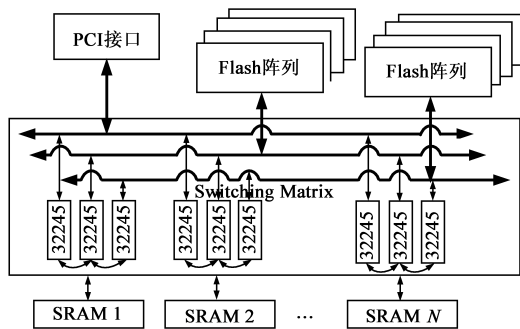 PCI接口
Flash阵列
Flash阵列
Switching Matrix
32245 32245 32245 32245 32245 32245 32245 32245 32245
SRAM 1 SRAM 2 … SRAM N